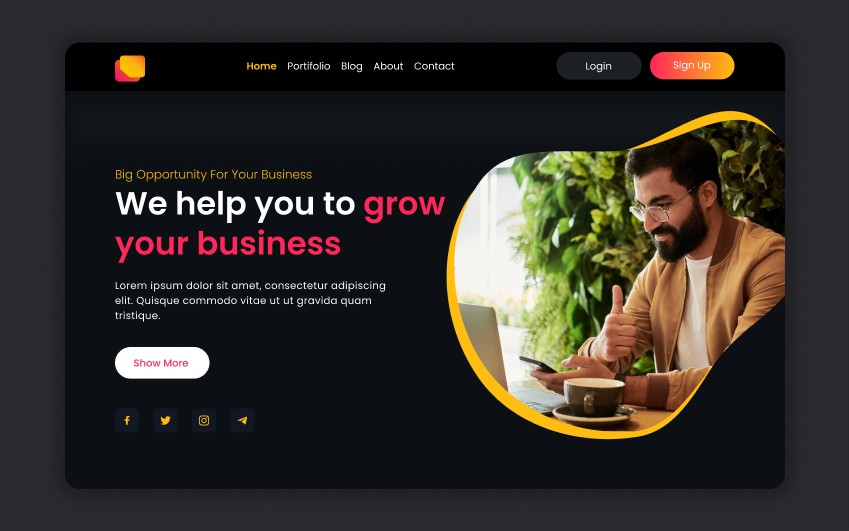 Home Portifolio Blog About Contact Login Sign Up
Big Opportunity For Your Business
We help you to grow
your business
Lorem ipsum dolor sit amet, consectetur adipiscing
elit. Quisque commodo vitae ut ut gravida quam
tristique.
Show More